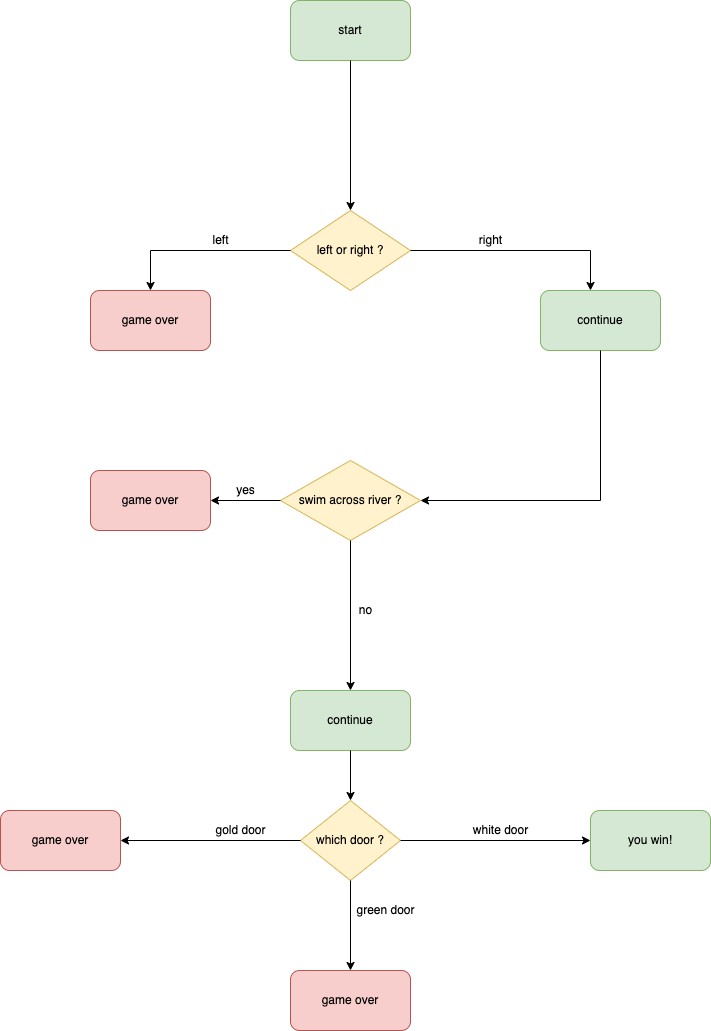 start
left or right ?
left
right
game over
continue
yes
swim across river ?
game over
no
continue
gold door
which door ?
white door
game over
you win!
green door
game over